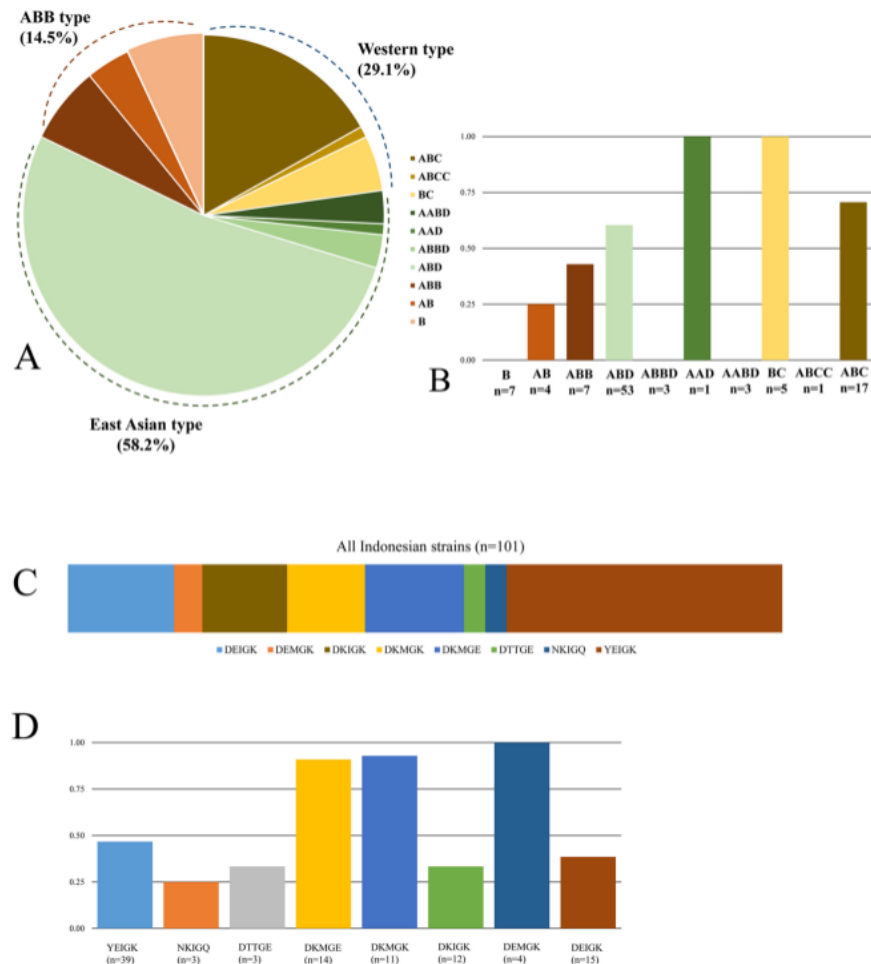 ABB type
(14.5%)
Western type
(29.1%)
ABC
ABCC
BC
AABD
AAD
ABBD
ABD
ABB
AB
B
A
East Asian type
(58.2%)
1.00
0.75
0.50
0.25
0.00
B
B AB ABB ABD ABBD AAD AABD BC ABCC ABC
n=7 n=4 n=7 n=53 n=3 n=1 n=3 n=5 n=1 n=17
All Indonesian strains (n=101)
C
DEIGK DEMGK DKIGK DKMGK DKMGE DTTGE NKIGQ YEIGK
D
1.00
0.75
0.50
0.25
0.00
YEIGK NKIGQ DTTGE DKMGE DKMGK DKIGK DEMGK DEIGK
(n=39) (n=3) (n=3) (n=14) (n=11) (n=12) (n=4) (n=15)